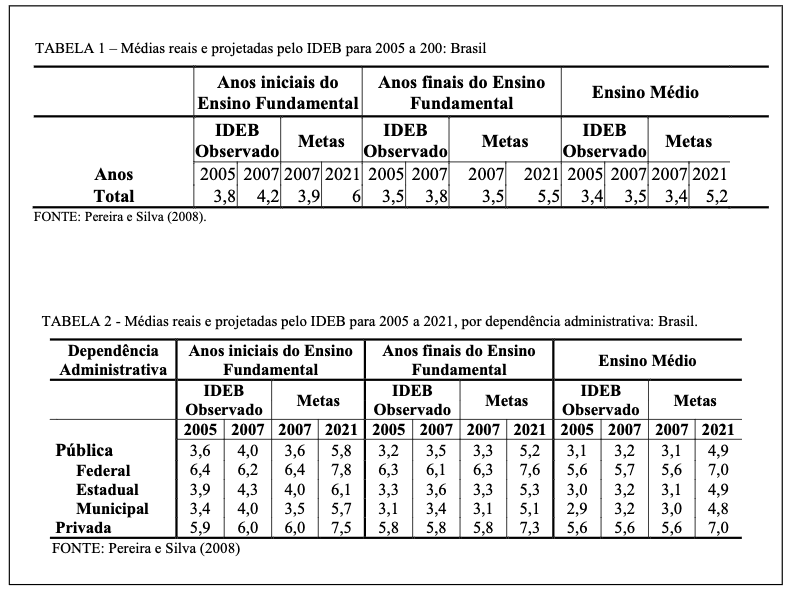 TABELA 1 – Médias reais e projetadas pelo IDEB para 2005 a 200: Brasil
Anos iniciais do Ensino Fundamental Anos finais do Ensino Fundamental Ensino Médio
IDEB Observado Metas IDEB Observado Metas IDEB Observado Metas
Anos 2005 2007 2007 2021 2005 2007 2007 2021 2005 2007 2007 2021
Total 3,8 4,2 3,9 6 3,5 3,8 3,5 5,5 3,4 3,5 3,4 5,2
FONTE: Pereira e Silva (2008).
TABELA 2 - Médias reais e projetadas pelo IDEB para 2005 a 2021, por dependência administrativa: Brasil.
Dependência Administrativa Anos iniciais do Ensino Fundamental Anos finais do Ensino Fundamental Ensino Médio
IDEB Observado Metas IDEB Observado Metas IDEB Observado Metas
2005 2007 2007 2021 2005 2007 2007 2021 2005 2007 2007 2021
Pública 3,6 4,0 3,6 5,8 3,2 3,5 3,3 5,2 3,1 3,2 3,1 4,9
Federal 6,4 6,2 6,4 7,8 6,3 6,1 6,3 7,6 5,6 5,7 5,6 7,0
Estadual 3,9 4,3 4,0 6,1 3,3 3,6 3,3 5,3 3,0 3,2 3,1 4,9
Municipal 3,4 4,0 3,5 5,7 3,1 3,4 3,1 5,1 2,9 3,2 3,0 4,8
Privada 5,9 6,0 6,0 7,5 5,8 5,8 5,8 7,3 5,6 5,6 5,6 7,0
FONTE: Pereira e Silva (2008)